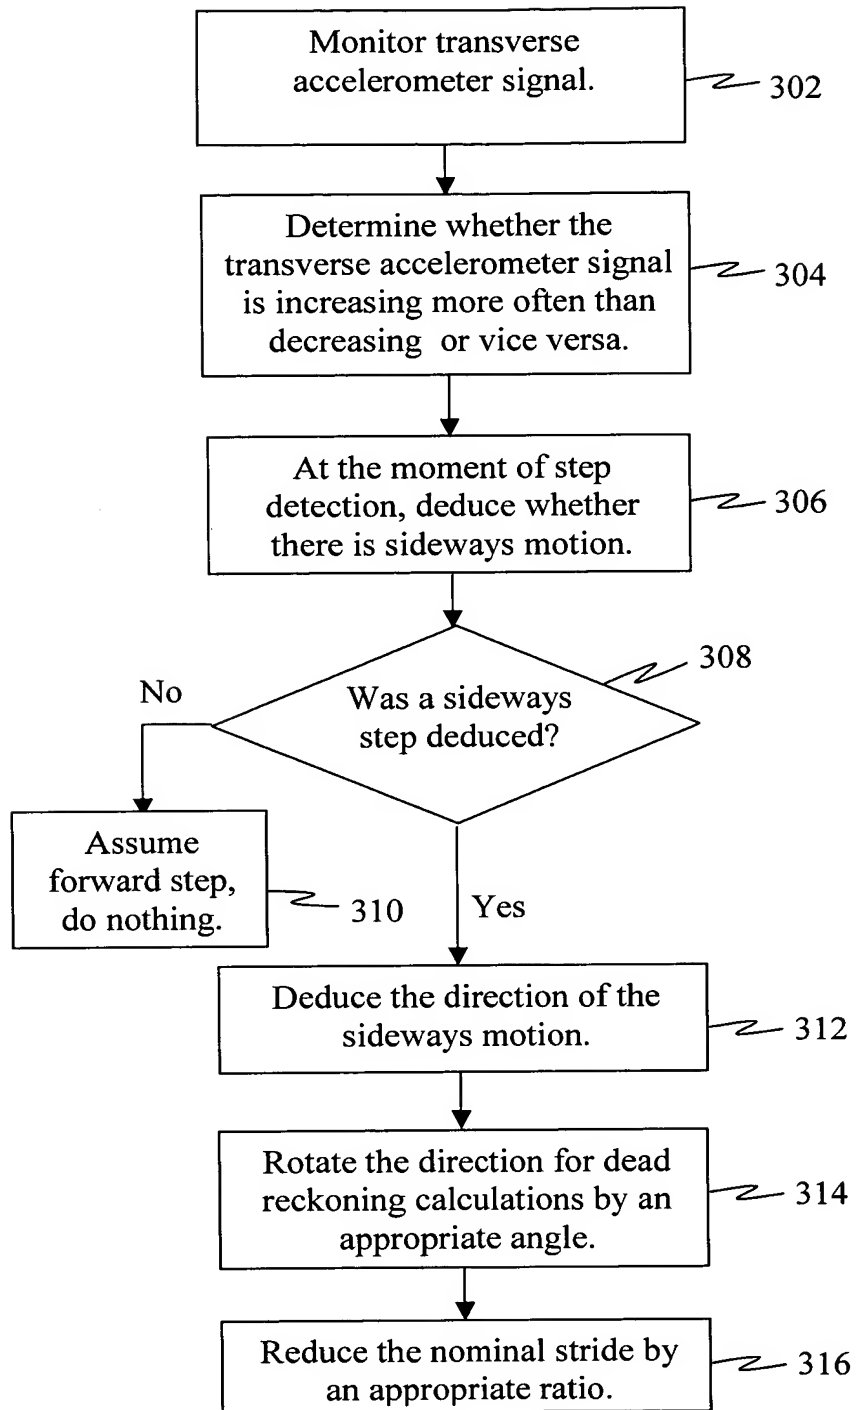 Monitor transverse
accelerometer signal.
302
Determine whether the
transverse accelerometer signal
is increasing more often than
decreasing or vice versa.
304
At the moment of step
detection, deduce whether
there is sideways motion.
306
Was a sideways
step deduced?
308
No
Assume
forward step,
do nothing.
310
Yes
Deduce the direction of the
sideways motion.
312
Rotate the direction for dead
reckoning calculations by an
appropriate angle.
314
Reduce the nominal stride by
an appropriate ratio.
316